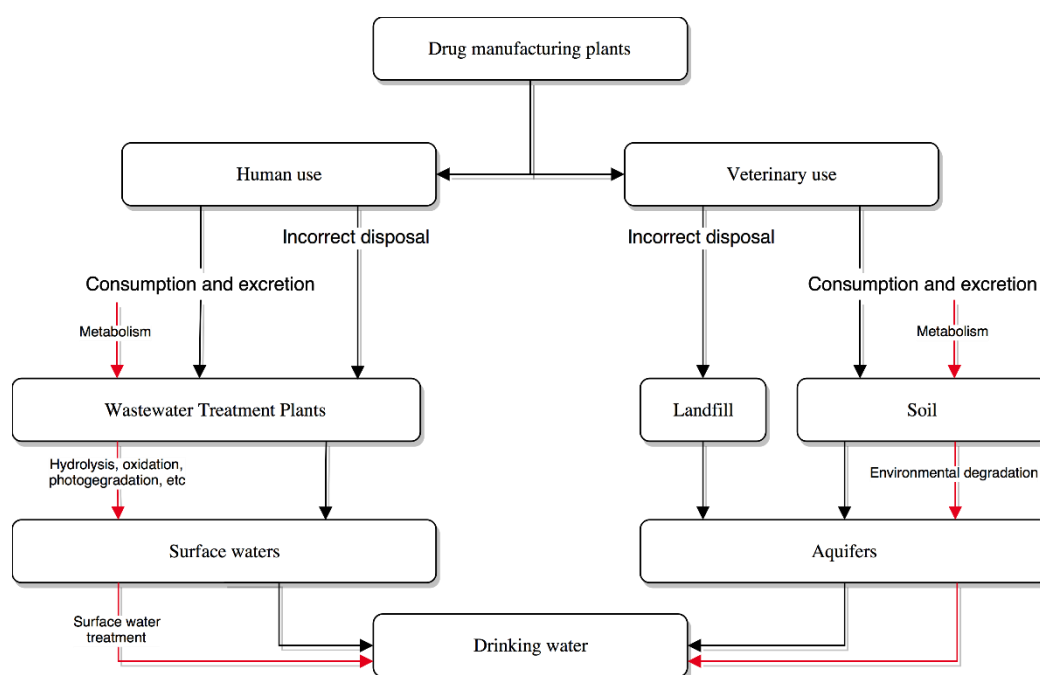 Drug manufacturing plants
Human use
Veterinary use
Incorrect disposal
Incorrect disposal
Consumption and excretion
Consumption and excretion
Metabolism
Metabolism
Wastewater Treatment Plants
Landfill
Soil
Hydrolysis, oxidation,
photogegradation, etc
Environmental degradation
Surface waters
Aquifers
Surface water
treatment
Drinking water